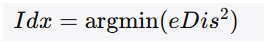 Idx = argmin(eDis²)